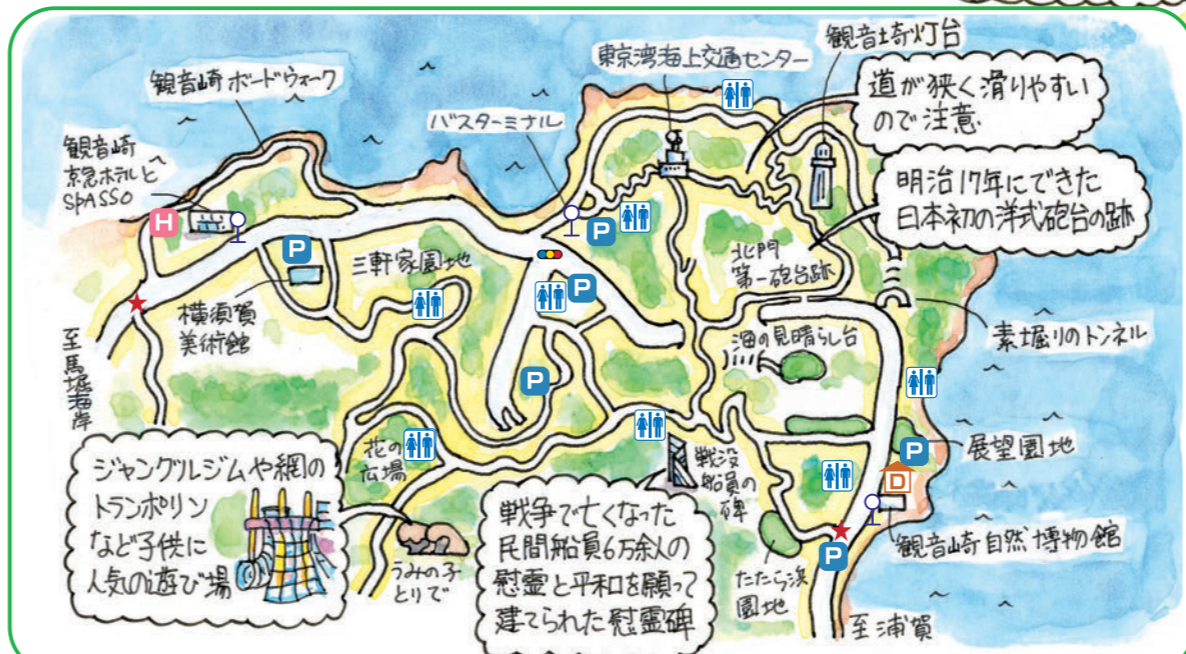 観音崎ボードウォーク
観音崎
京急ホテルと
SPASSO
H
バスターミナル
東京湾海上交通センター
観音埼灯台
道が狭く滑りやすい
ので注意
明治17年にできた
日本初の洋式砲台の跡
P
P
P
三軒家園地
横須賀
美術館
至馬堀海岸
北門
第一砲台跡
海の見晴らし台
素堀りのトンネル
P
花の
広場
戦没
船員の
碑
P
展望園地
D
観音崎自然博物館
P
たたら浜
園地
至浦賀
うみの子
とりで
ジャングルジムや網の
トランポリン
など子供に
人気の遊び場
戦争で亡くなった
民間船員6万余人の
慰霊と平和を願って
建てられた慰霊碑